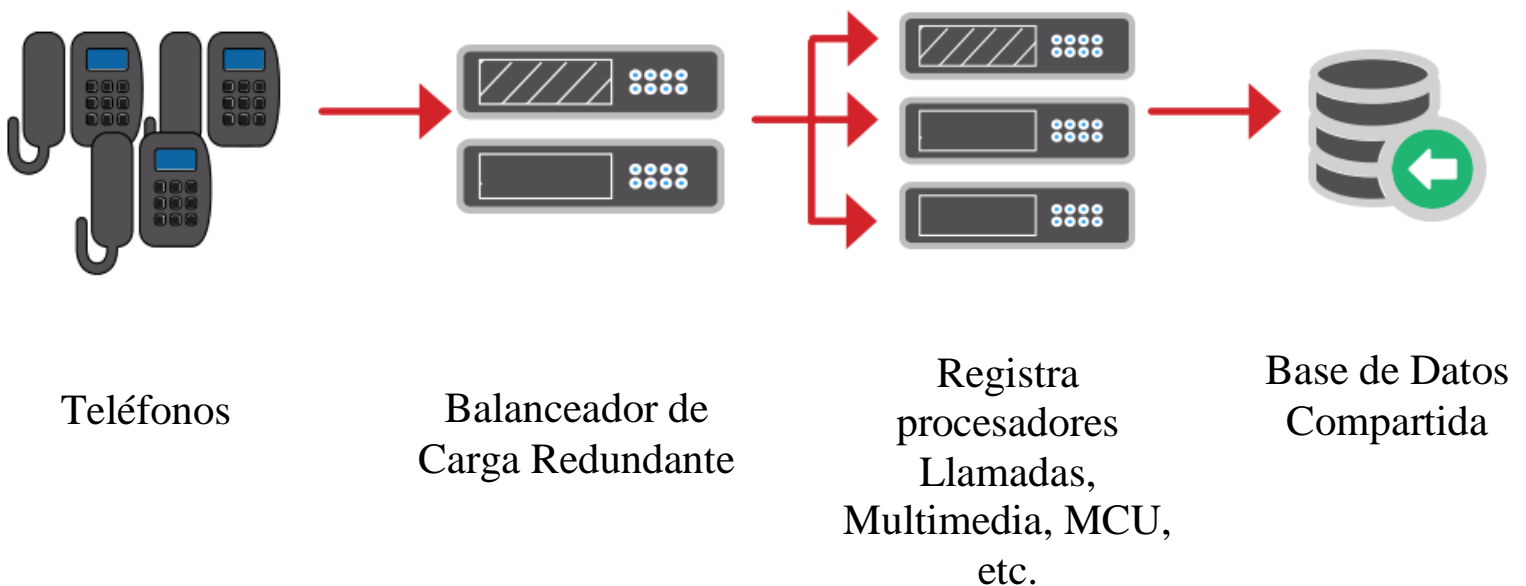 Teléfonos
Balanceador de
Carga Redundante
Registra
procesadores
Llamadas,
Multimedia, MCU,
etc.
Base de Datos
Compartida